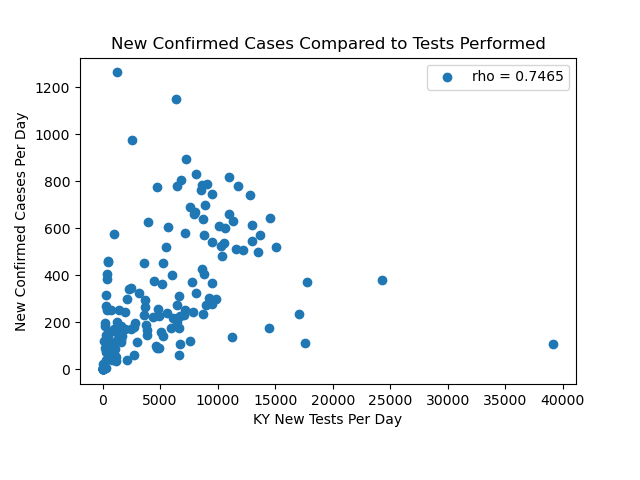 New Confirmed Cases Compared to Tests Performed
rho = 0.7465
1200
1000
800
600
400
200
0
New Confirmed Caeses Per Day
0 5000 10000 15000 20000 25000 30000 35000 40000
KY New Tests Per Day